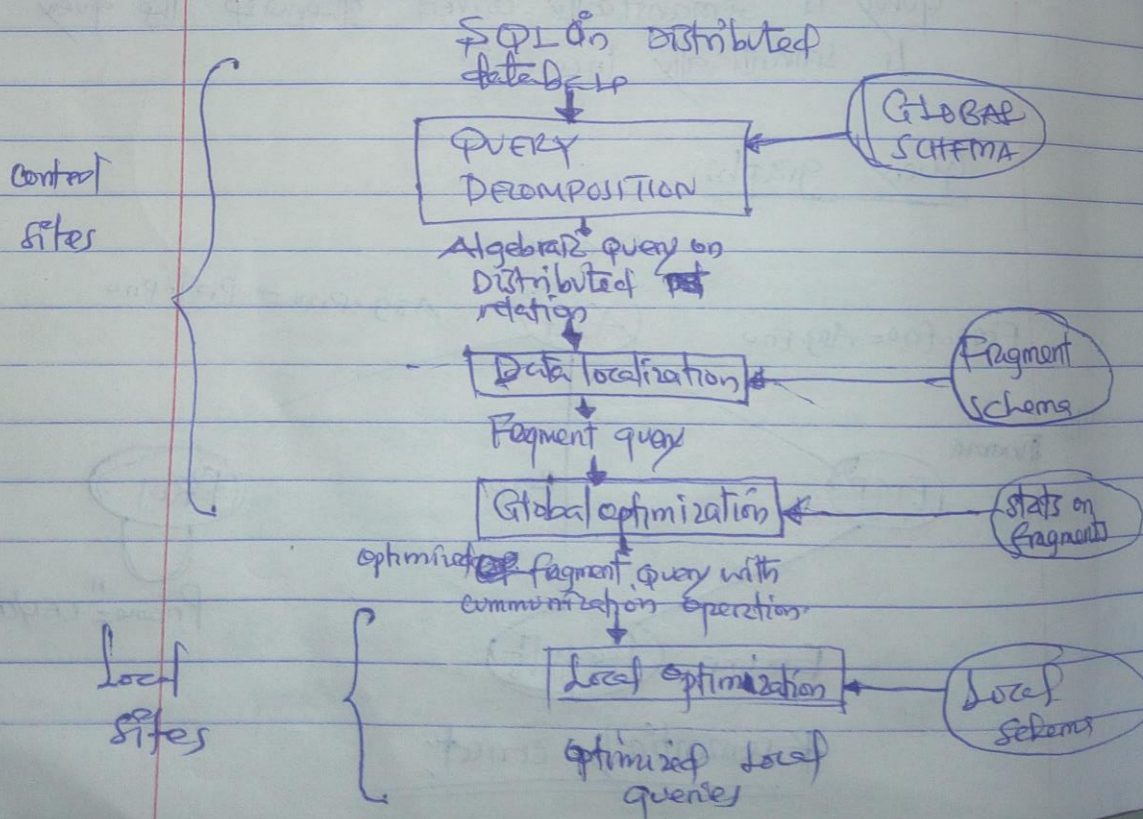 SQL On Distributed
database
GLOBAL
SCHEMA
QUERY
DECOMPOSITION
control
sites
Algebraic query on
Distributed
relation
Data localization
Fragment
schema
Fegment query
Global optimization
stats on
fragments
optimized fragment query with
communization operation.
Local
sites
Local optimization
Local
schema
optimized local
queries